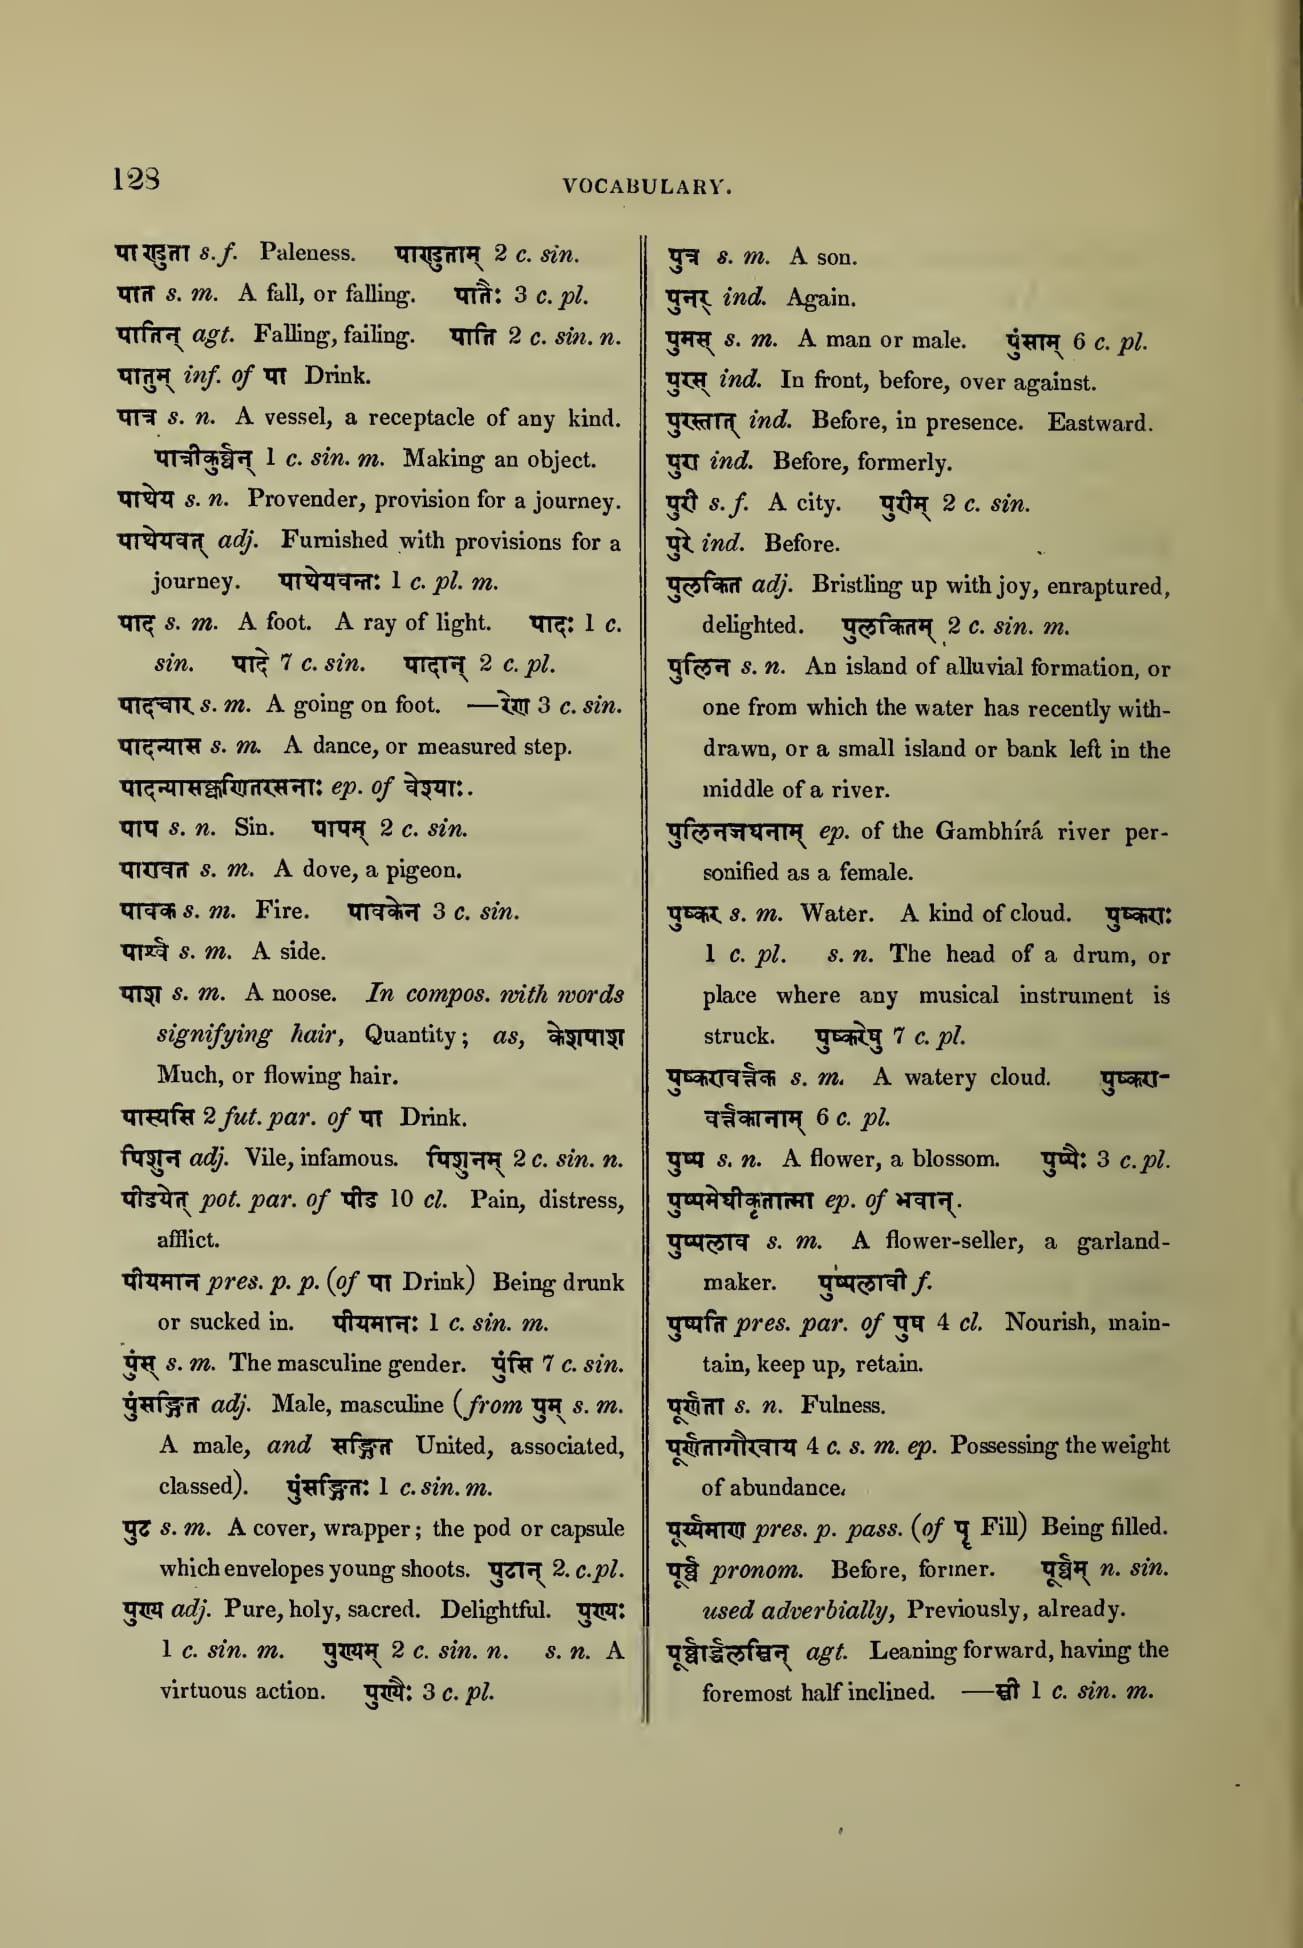 128
VOCABULARY.
पाण्डुता s. f. Paleness. पाण्डुताम् 2 c. sin.
पात s. m. A fall, or falling. पातैः 3 c. pl.
पातिन् agt. Falling, failing. पाति 2 c. sin. n.
पातुम् inf. of पा Drink.
पात्र s. n. A vessel, a receptacle of any kind.
पात्रीकुर्व्वन् 1 c. sin. m. Making an object.
पाथेय s. n. Provender, provision for a journey.
पाथेयवत् adj. Furnished with provisions for a
journey. पाथेयवन्तः 1 c. pl. m.
पाद s. m. A foot. A ray of light. पादः 1 c.
sin. पादे 7 c. sin. पादान् 2 c. pl.
पादचार s. m. A going on foot. —रेण 3 c. sin.
पादन्यास s. m. A dance, or measured step.
पादन्यासक्वणितरसनाः ep. of वेश्याः.
पाप s. n. Sin. पापम् 2 c. sin.
पारावत s. m. A dove, a pigeon.
पावक s. m. Fire. पावकेन 3 c. sin.
पार्श्व s. m. A side.
पाश s. m. A noose. In compos. with words
signifying hair, Quantity; as, केशपाश
Much, or flowing hair.
पास्यसि 2 fut. par. of पा Drink.
पिशुन adj. Vile, infamous. पिशुनम् 2 c. sin. n.
पीडयेत् pot. par. of पीड 10 cl. Pain, distress,
afflict.
पीयमान pres. p. p. (of पा Drink) Being drunk
or sucked in. पीयमानः 1 c. sin. m.
पुंस् s. m. The masculine gender. पुंसि 7 c. sin.
पुंसङ्गित adj. Male, masculine (from पुम् s. m.
A male, and सङ्गित United, associated,
classed). पुंसङ्गितः 1 c. sin. m.
पुट s. m. A cover, wrapper; the pod or capsule
which envelopes young shoots. पुटान् 2. c. pl.
पुण्य adj. Pure, holy, sacred. Delightful. पुण्यः
1 c. sin. m. पुण्यम् 2 c. sin. n. s. n. A
virtuous action. पुण्यैः 3 c. pl.
पुत्र s. m. A son.
पुनर् ind. Again.
पुमस् s. m. A man or male. पुंसाम् 6 c. pl.
पुरस् ind. In front, before, over against.
पुरस्तात् ind. Before, in presence. Eastward.
पुरा ind. Before, formerly.
पुरी s. f. A city. पुरीम् 2 c. sin.
पुरे ind. Before.
पुलकित adj. Bristling up with joy, enraptured,
delighted. पुलकितम् 2 c. sin. m.
पुलिन s. n. An island of alluvial formation, or
one from which the water has recently with-
drawn, or a small island or bank left in the
middle of a river.
पुलिनजघनाम् ep. of the Gambhírá river per-
sonified as a female.
पुष्कर s. m. Water. A kind of cloud. पुष्कराः
1 c. pl. s. n. The head of a drum, or
place where any musical instrument is
struck. पुष्करेषु 7 c. pl.
पुष्करावर्त्तक s. m. A watery cloud. पुष्करा-
वर्त्तकानाम् 6 c. pl.
पुष्प s. n. A flower, a blossom. पुष्पैः 3 c. pl.
पुष्पमेघीकृतात्मा ep. of भवान्.
पुष्पलाव s. m. A flower-seller, a garland-
maker. पुष्पलावी f.
पुष्यति pres. par. of पुष 4 cl. Nourish, main-
tain, keep up, retain.
पूर्णता s. n. Fulness.
पूर्णतागौरवाय 4 c. s. m. ep. Possessing the weight
of abundance.
पूर्य्यमाण pres. p. pass. (of पॄ Fill) Being filled.
पूर्व्व pronom. Before, former. पूर्व्वम् n. sin.
used adverbially, Previously, already.
पूर्व्वार्द्धलम्बिन् agt. Leaning forward, having the
foremost half inclined. —म्बी 1 c. sin. m.